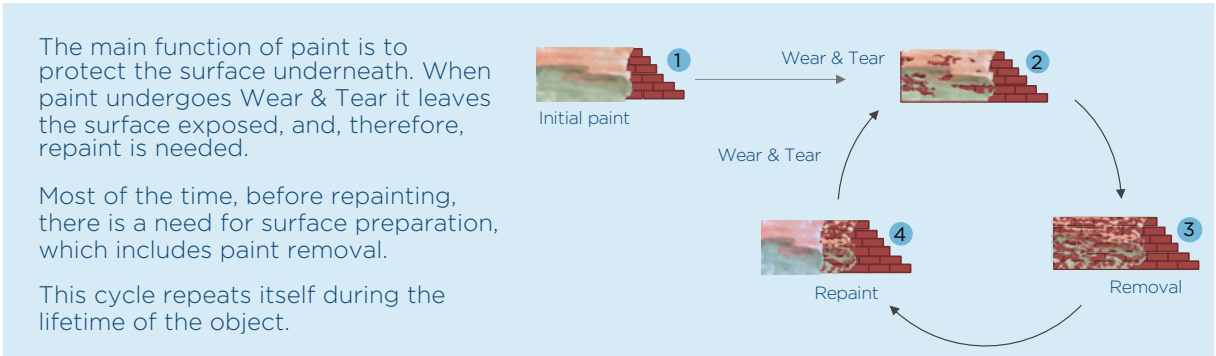 The main function of paint is to
protect the surface underneath. When
paint undergoes Wear & Tear it leaves
the surface exposed, and, therefore,
repaint is needed.
Most of the time, before repainting,
there is a need for surface preparation,
which includes paint removal.
This cycle repeats itself during the
lifetime of the object.
1
Initial paint
Wear & Tear
2
Wear & Tear
3
Removal
4
Repaint